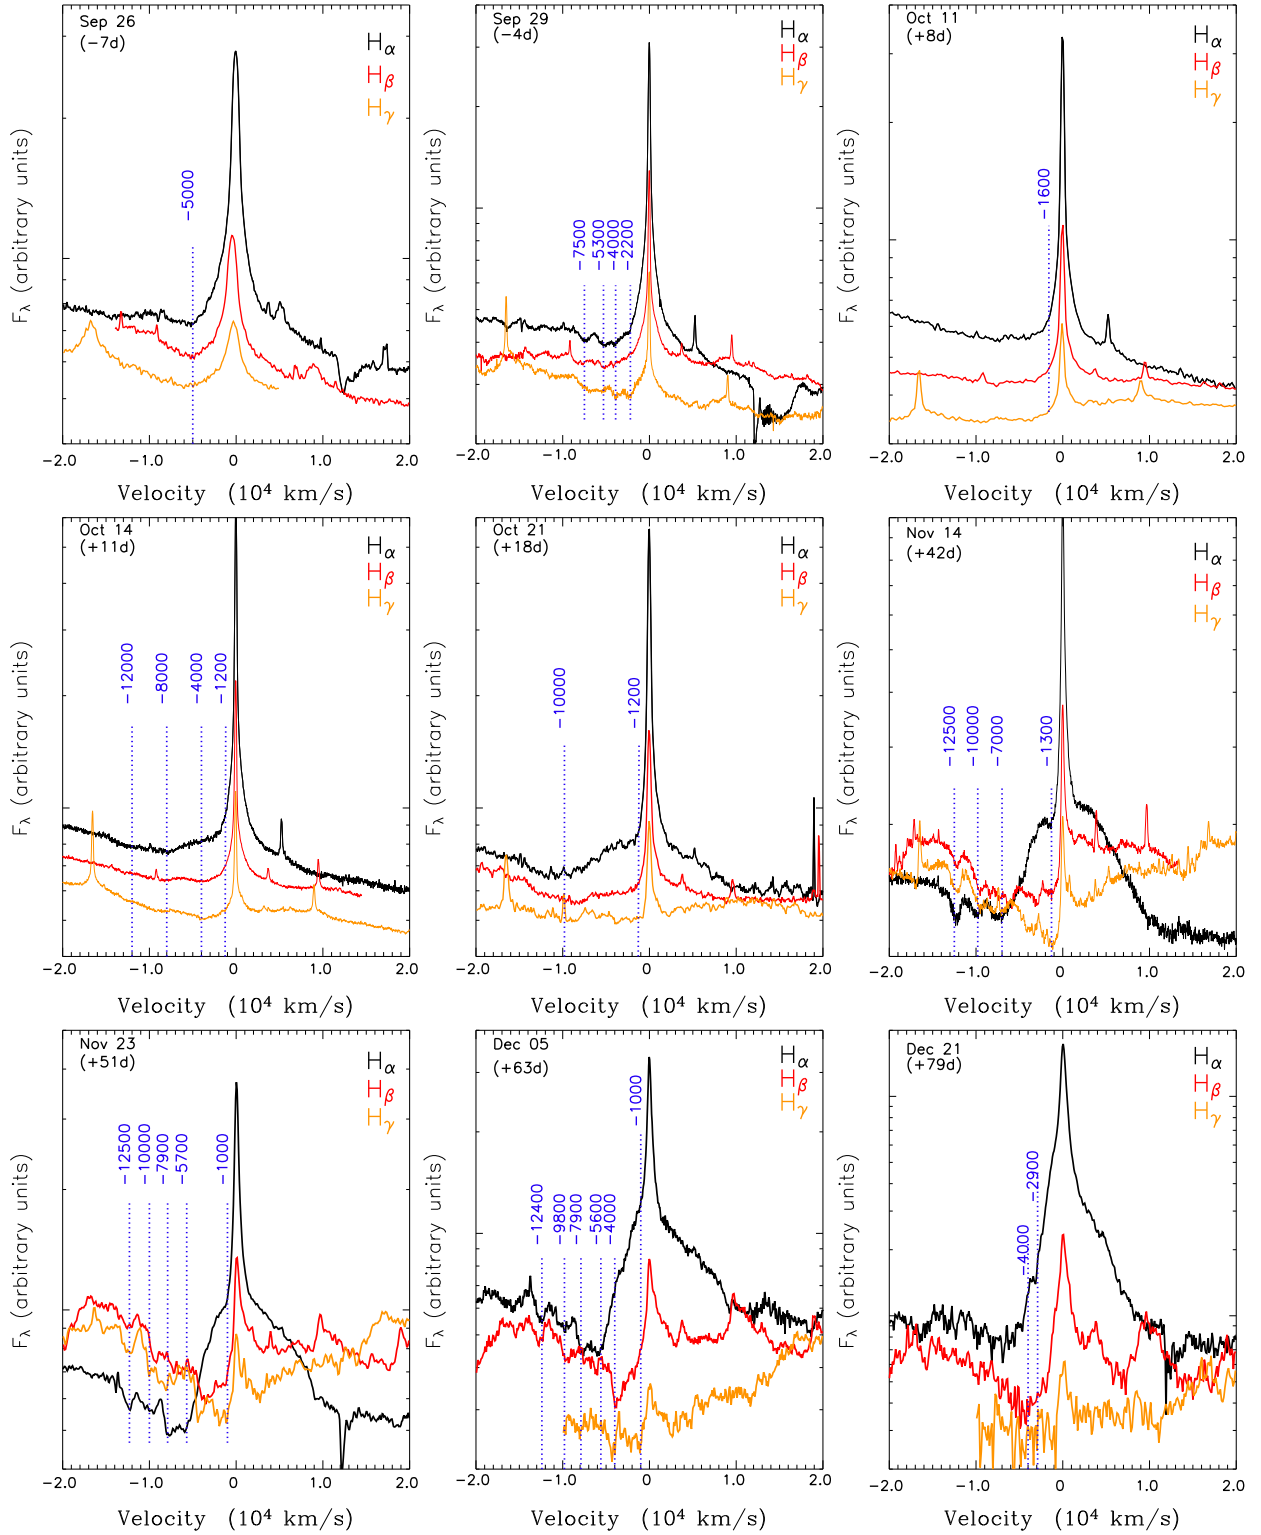 Sep 26
(−7d)
Hα
Hβ
Hγ
−5000
Fλ (arbitrary units)
−2.0 −1.0 0 1.0 2.0
Velocity (10⁴ km/s)
Sep 29
(−4d)
Hα
Hβ
Hγ
−7500
−5300
−4000
−2200
Fλ (arbitrary units)
−2.0 −1.0 0 1.0 2.0
Velocity (10⁴ km/s)
Oct 11
(+8d)
Hα
Hβ
Hγ
−1600
Fλ (arbitrary units)
−2.0 −1.0 0 1.0 2.0
Velocity (10⁴ km/s)
Oct 14
(+11d)
Hα
Hβ
Hγ
−12000
−8000
−4000
−1200
Fλ (arbitrary units)
−2.0 −1.0 0 1.0 2.0
Velocity (10⁴ km/s)
Oct 21
(+18d)
Hα
Hβ
Hγ
−10000
−1200
Fλ (arbitrary units)
−2.0 −1.0 0 1.0 2.0
Velocity (10⁴ km/s)
Nov 14
(+42d)
Hα
Hβ
Hγ
−12500
−10000
−7000
−1300
Fλ (arbitrary units)
−2.0 −1.0 0 1.0 2.0
Velocity (10⁴ km/s)
Nov 23
(+51d)
Hα
Hβ
Hγ
−12500
−10000
−7900
−5700
−1000
Fλ (arbitrary units)
−2.0 −1.0 0 1.0 2.0
Velocity (10⁴ km/s)
Dec 05
(+63d)
Hα
Hβ
Hγ
−12400
−9800
−7900
−5600
−4000
−1000
Fλ (arbitrary units)
−2.0 −1.0 0 1.0 2.0
Velocity (10⁴ km/s)
Dec 21
(+79d)
Hα
Hβ
Hγ
−4000
−2900
Fλ (arbitrary units)
−2.0 −1.0 0 1.0 2.0
Velocity (10⁴ km/s)